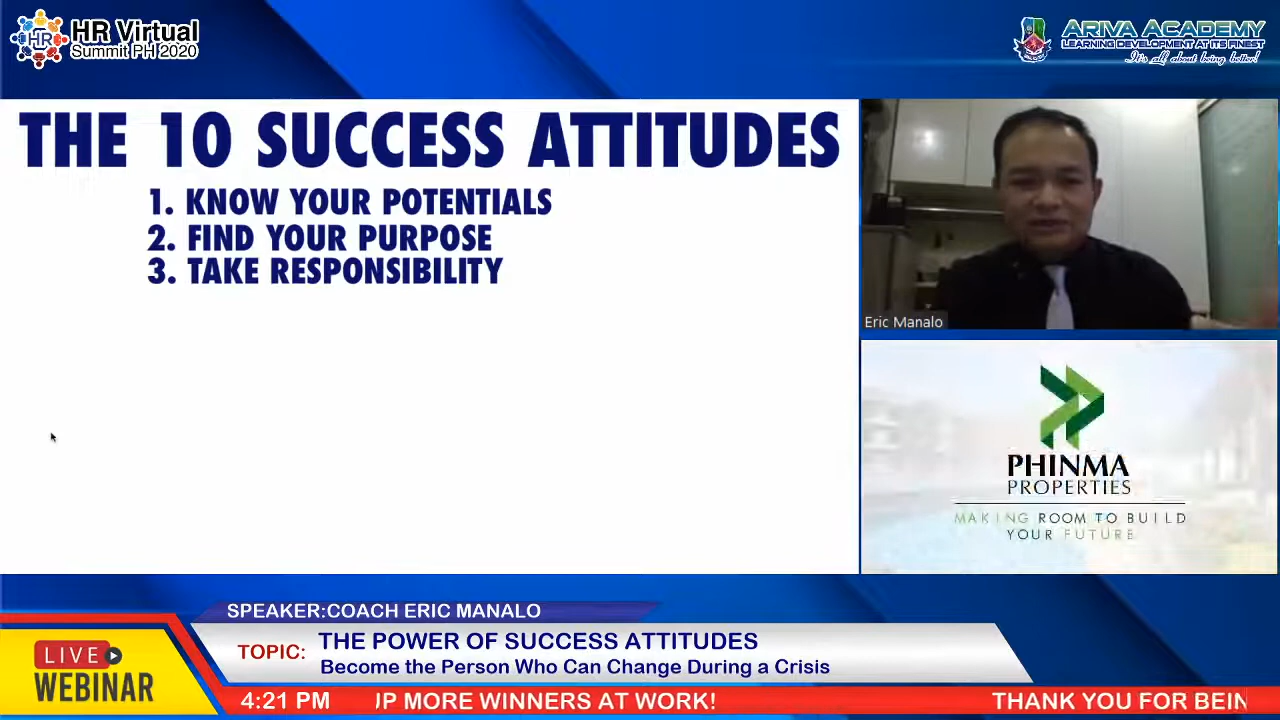 HR
HR Virtual
Summit PH 2020
ARIVA ACADEMY
LEARNING DEVELOPMENT AT ITS FINEST
It's all about being better!
THE 10 SUCCESS ATTITUDES
1. KNOW YOUR POTENTIALS
2. FIND YOUR PURPOSE
3. TAKE RESPONSIBILITY
Eric Manalo
PHINMA
PROPERTIES
MAKING ROOM TO BUILD
YOUR FUTURE
SPEAKER:COACH ERIC MANALO
TOPIC: THE POWER OF SUCCESS ATTITUDES
Become the Person Who Can Change During a Crisis
LIVE
WEBINAR
4:21 PM
MORE WINNERS AT WORK! THANK YOU FOR BEIN